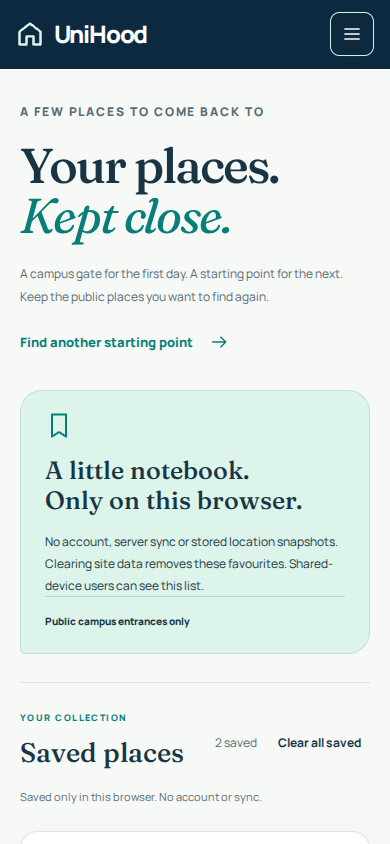 UniHood
A FEW PLACES TO COME BACK TO
Your places.
Kept close.
A campus gate for the first day. A starting point for the next.
Keep the public places you want to find again.
Find another starting point
A little notebook.
Only on this browser.
No account, server sync or stored location snapshots.
Clearing site data removes these favourites. Shared-
device users can see this list.
Public campus entrances only
YOUR COLLECTION
Saved places
2 saved
Clear all saved
Saved only in this browser. No account or sync.